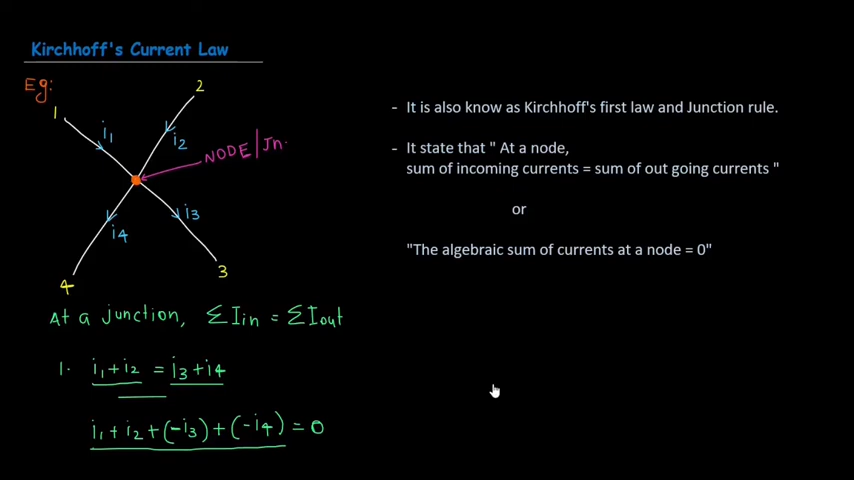 Kirchhoff's Current Law
Eg:
1
2
i1
i2
NODE/Jn.
i3
i4
3
4
At a junction, ΣIin = ΣIout
1. i1+i2 = i3+i4
i1+i2+(-i3)+(-i4) = 0
- It is also know as Kirchhoff's first law and Junction rule.
- It state that " At a node,
sum of incoming currents = sum of out going currents "
or
"The algebraic sum of currents at a node = 0"